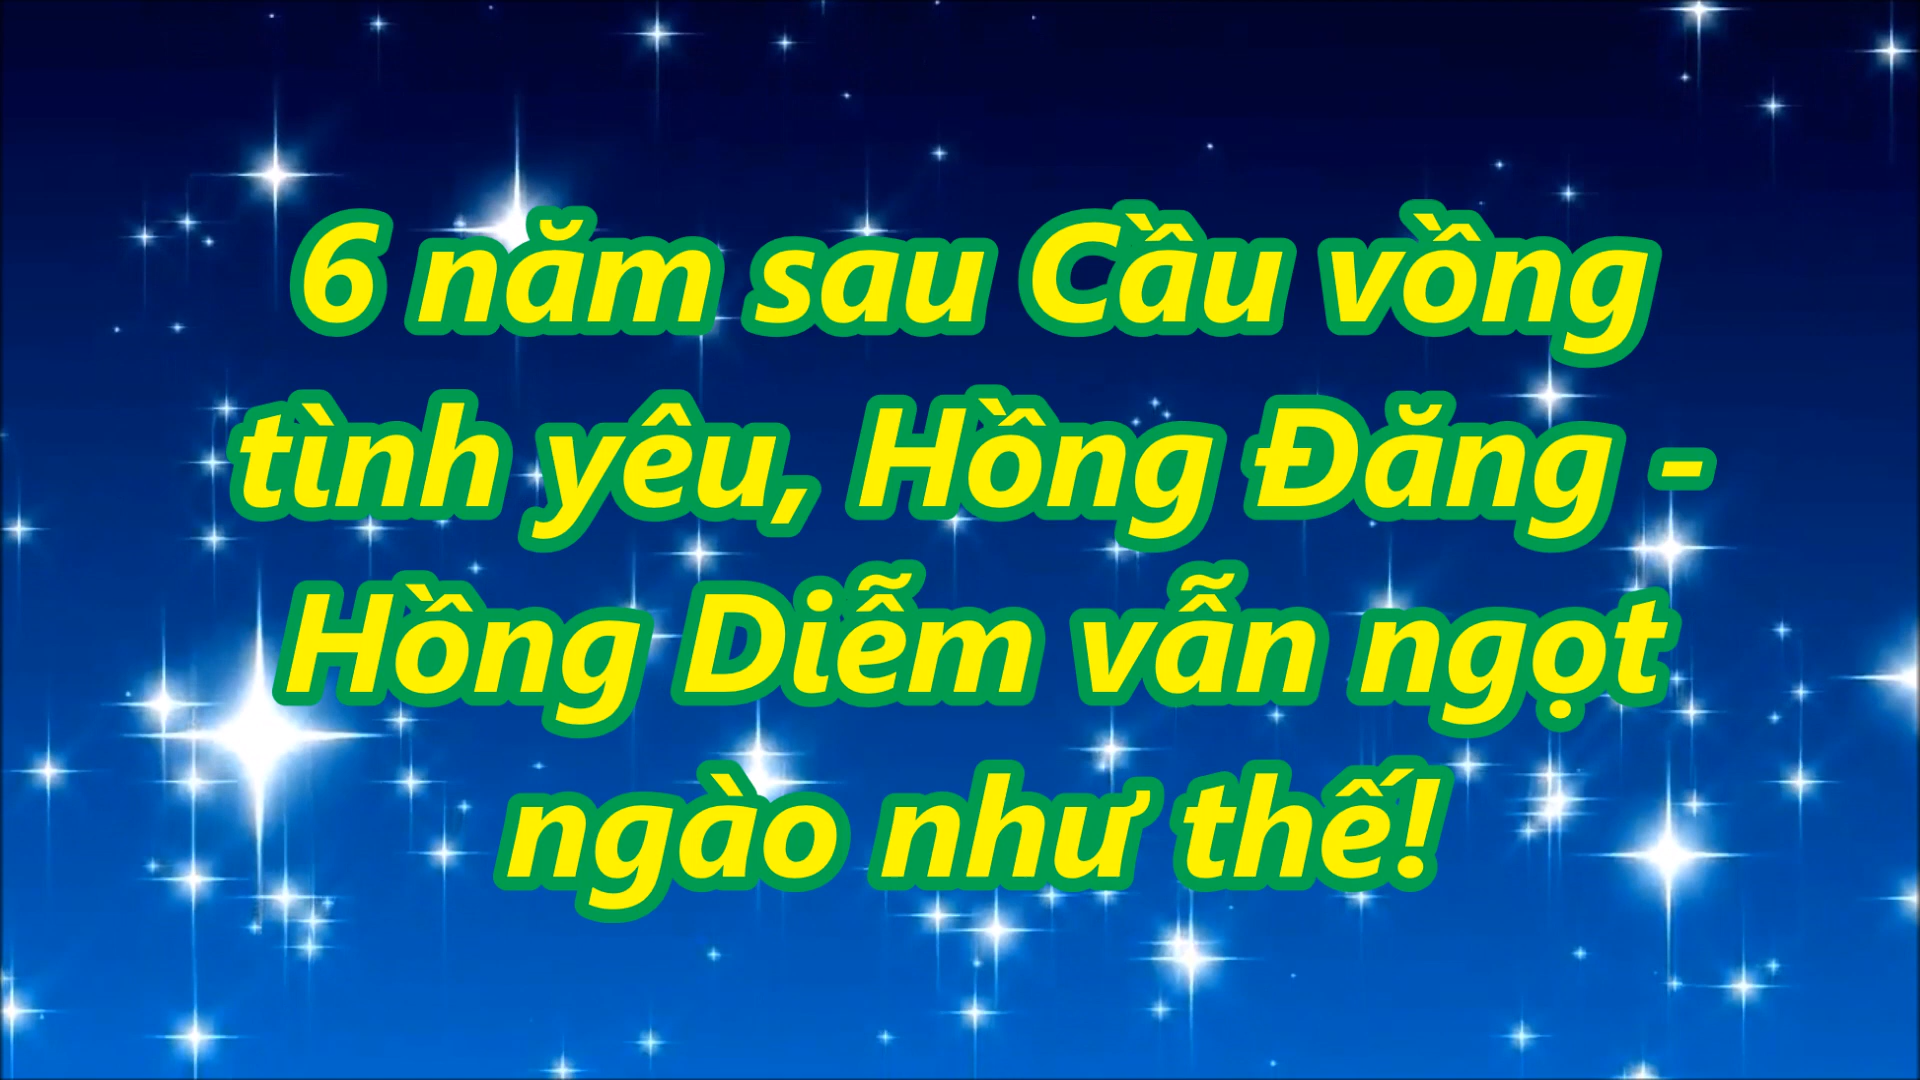 6 năm sau Cầu vồng
tình yêu, Hồng Đăng -
Hồng Diễm vẫn ngọt
ngào như thế!